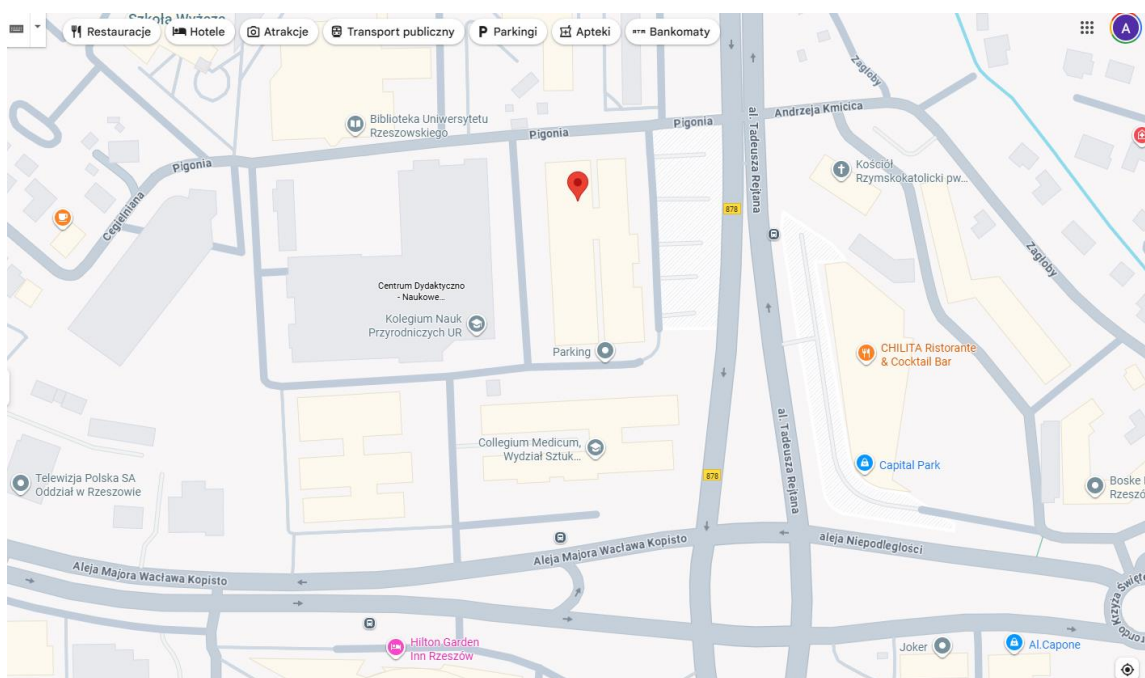 Szkoła Wyższa
Restauracje
Hotele
Atrakcje
Transport publiczny
Parkingi
Apteki
Bankomaty
A
Zagłoby
Andrzeja Kmicica
Biblioteka Uniwersytetu
Rzeszowskiego
Pigonia
Pigonia
Pigonia
al. Tadeusza Rejtana
Kościół
Rzymskokatolicki pw...
Cegielniana
878
Zagłoby
Centrum Dydaktyczno
- Naukowe...
Kolegium Nauk
Przyrodniczych UR
Parking
CHILITA Ristorante
& Cocktail Bar
al. Tadeusza Rejtana
Collegium Medicum,
Wydział Sztuk...
Capital Park
878
Telewizja Polska SA
Oddział w Rzeszowie
Boske
Rzeszó
Aleja Majora Wacława Kopisto
aleja Niepodległości
Aleja Majora Wacława Kopisto
Hilton Garden
Inn Rzeszów
Joker
Al.Capone